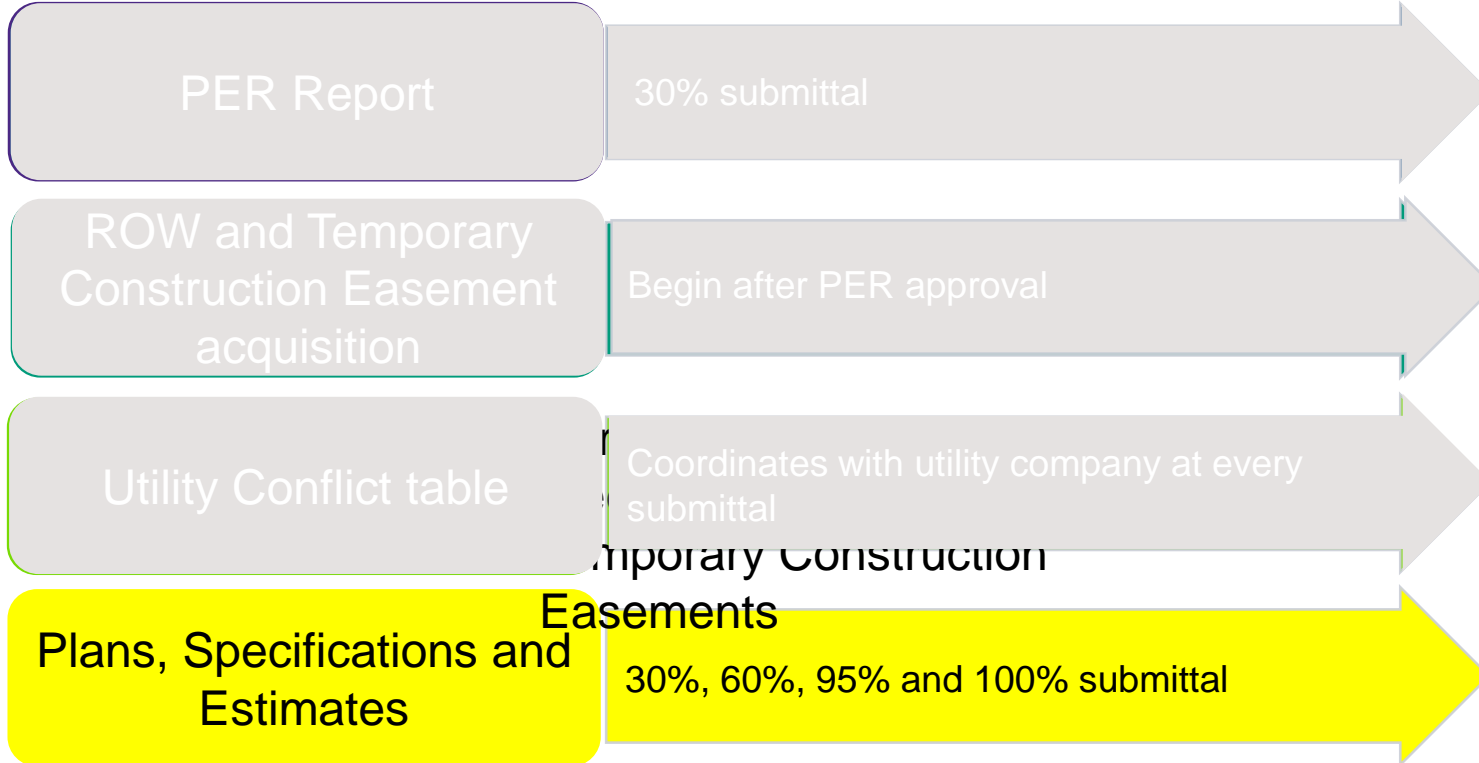 PER Report
30% submittal
ROW and Temporary
Construction Easement
acquisition
Begin after PER approval
Utility Conflict table
Coordinates with utility company at every
submittal
Construction
Easements
Plans, Specifications and
Estimates
30%, 60%, 95% and 100% submittal